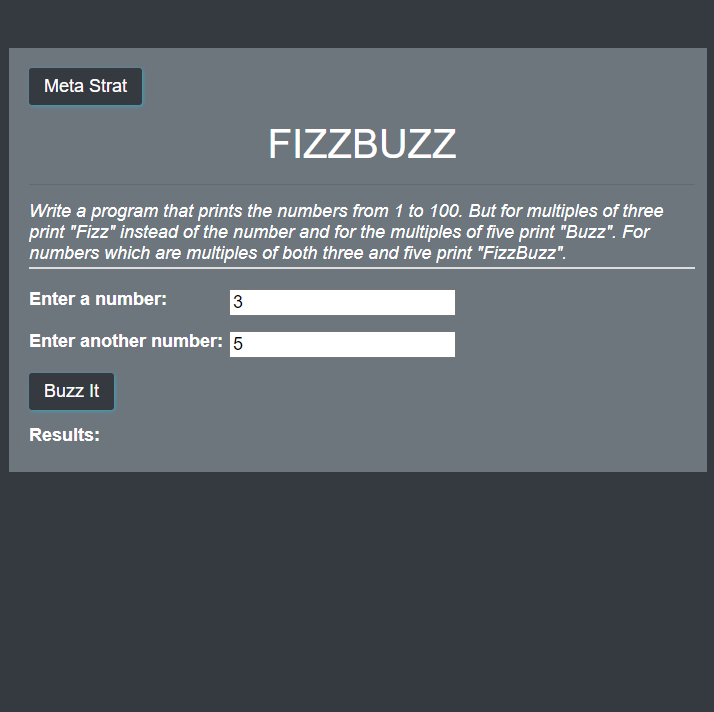 Meta Strat
FIZZBUZZ
Write a program that prints the numbers from 1 to 100. But for multiples of three
print "Fizz" instead of the number and for the multiples of five print "Buzz". For
numbers which are multiples of both three and five print "FizzBuzz".
Enter a number: 3
Enter another number: 5
Buzz It
Results: